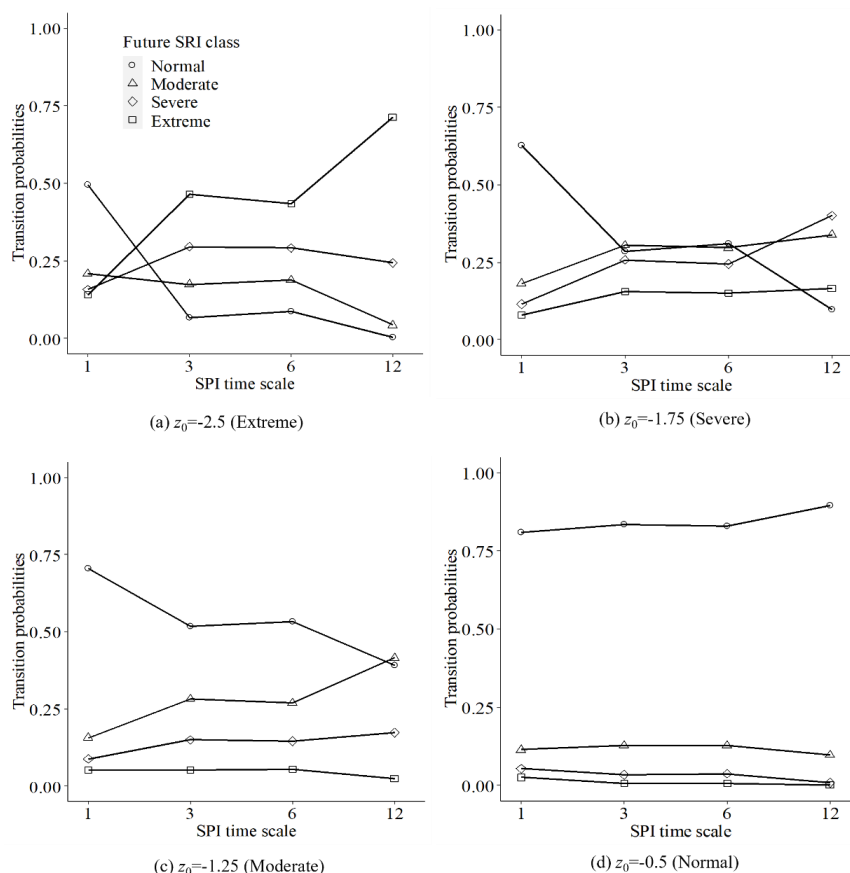 1.00
0.75
0.50
0.25
0.00
Transition probabilities
Future SRI class
Normal
Moderate
Severe
Extreme
1 3 6 12
SPI time scale
(a) z₀=-2.5 (Extreme)
1.00
0.75
0.50
0.25
0.00
Transition probabilities
1 3 6 12
SPI time scale
(b) z₀=-1.75 (Severe)
1.00
0.75
0.50
0.25
0.00
Transition probabilities
1 3 6 12
SPI time scale
(c) z₀=-1.25 (Moderate)
1.00
0.75
0.50
0.25
0.00
Transition probabilities
1 3 6 12
SPI time scale
(d) z₀=-0.5 (Normal)